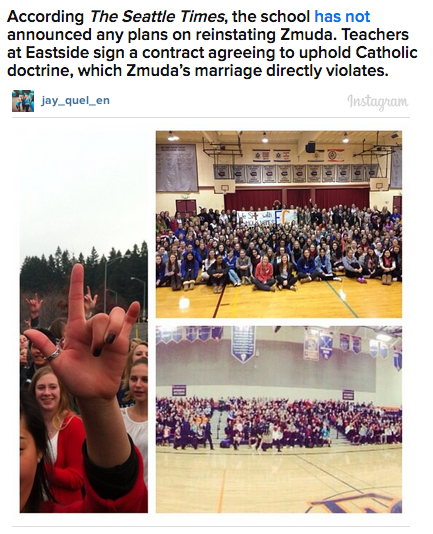 According The Seattle Times, the school has not
announced any plans on reinstating Zmuda. Teachers
at Eastside sign a contract agreeing to uphold Catholic
doctrine, which Zmuda's marriage directly violates.
jay_quel_en
Instagram